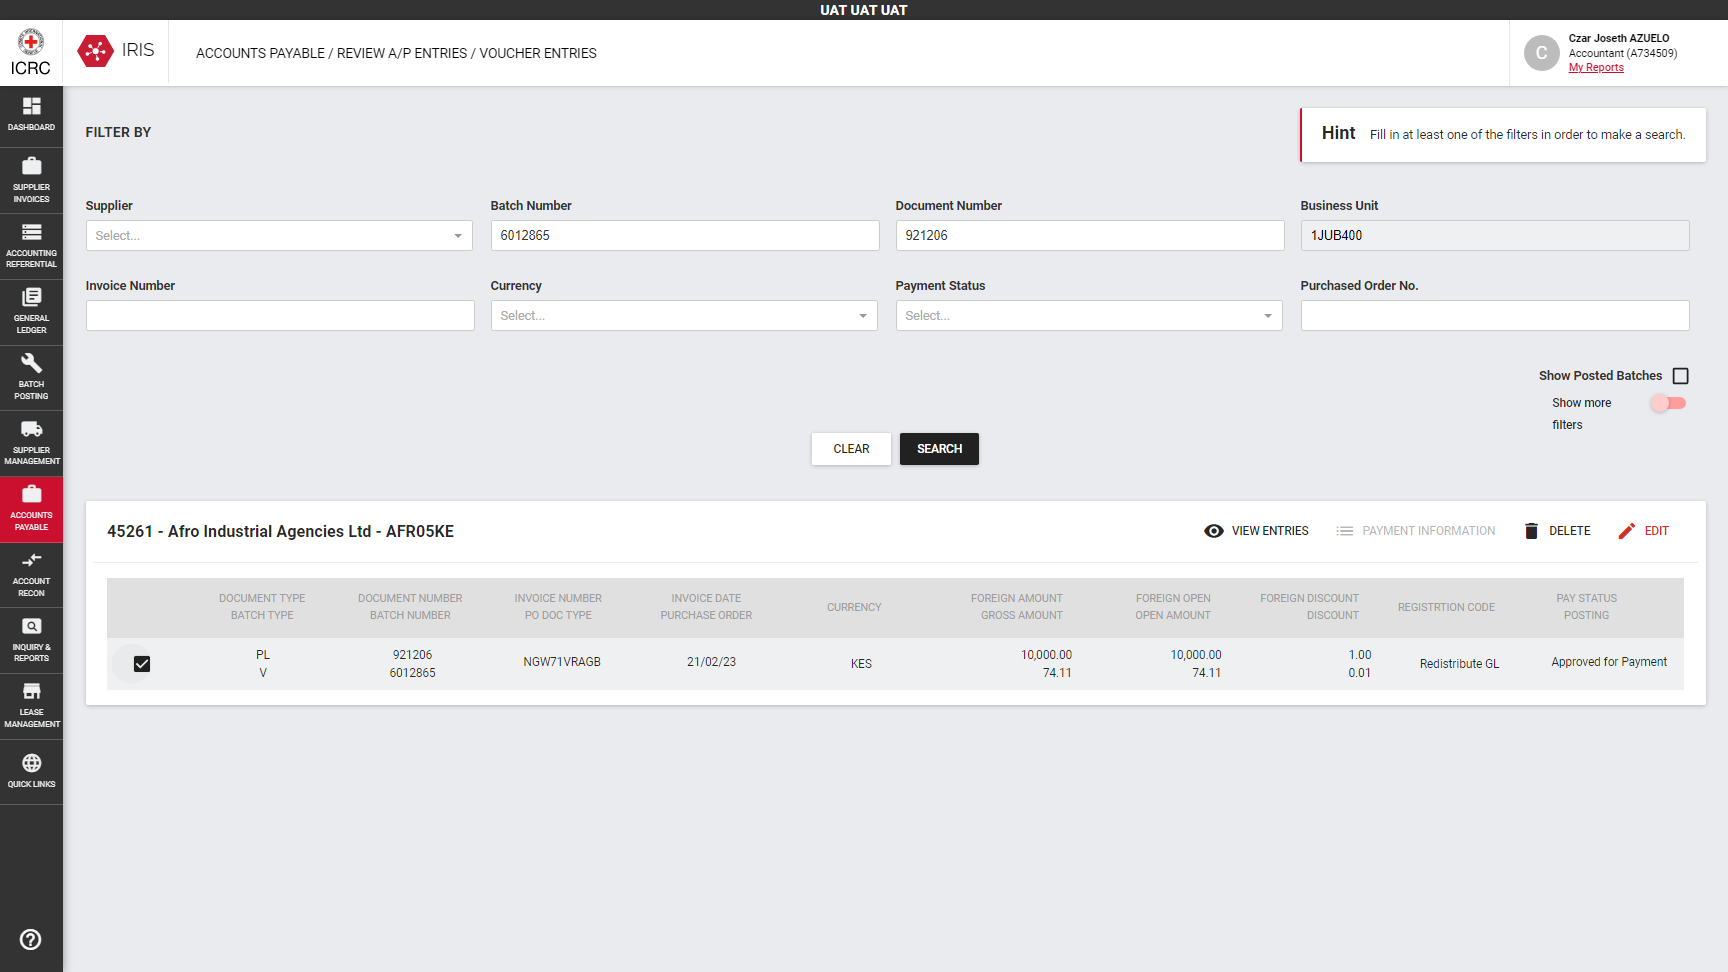 UAT UAT UAT
ICRC
IRIS
ACCOUNTS PAYABLE / REVIEW A/P ENTRIES / VOUCHER ENTRIES
C
Czar Joseth AZUELO
Accountant (A734509)
My Reports
DASHBOARD
SUPPLIER
INVOICES
ACCOUNTING
REFERENTIAL
GENERAL
LEDGER
BATCH
POSTING
SUPPLIER
MANAGEMENT
ACCOUNTS
PAYABLE
ACCOUNT
RECON
INQUIRY &
REPORTS
LEASE
MANAGEMENT
QUICK LINKS
FILTER BY
Hint Fill in at least one of the filters in order to make a search.
Supplier Batch Number Document Number Business Unit
Select... 6012865 921206 1JUB400
Invoice Number Currency Payment Status Purchased Order No.
Select... Select...
Show Posted Batches
Show more
filters
CLEAR SEARCH
45261 - Afro Industrial Agencies Ltd - AFR05KE
VIEW ENTRIES PAYMENT INFORMATION DELETE EDIT
DOCUMENT TYPE DOCUMENT NUMBER INVOICE NUMBER INVOICE DATE CURRENCY FOREIGN AMOUNT FOREIGN OPEN FOREIGN DISCOUNT REGISTRTION CODE PAY STATUS
BATCH TYPE BATCH NUMBER PO DOC TYPE PURCHASE ORDER GROSS AMOUNT OPEN AMOUNT DISCOUNT POSTING
PL 921206 NGW71VRAGB 21/02/23 KES 10,000.00 10,000.00 1.00 Redistribute GL Approved for Payment
V 6012865 74.11 74.11 0.01